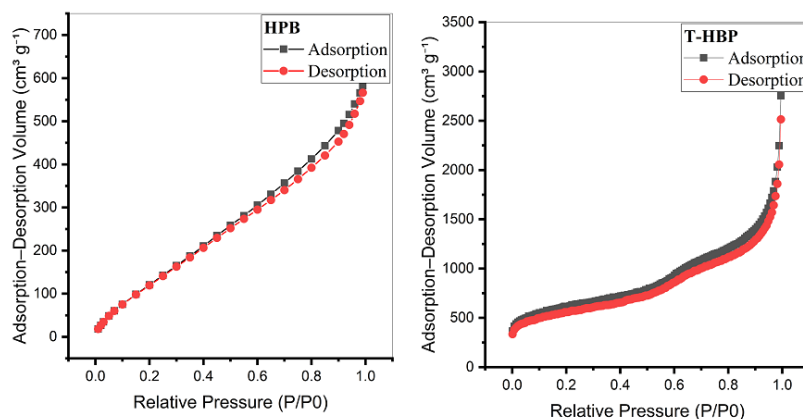 HPB
Adsorption
Desorption
Adsorption–Desorption Volume (cm³ g⁻¹)
700
600
500
400
300
200
100
0
0.0 0.2 0.4 0.6 0.8 1.0
Relative Pressure (P/P0)
T-HBP
Adsorption
Desorption
Adsorption–Desorption Volume (cm³ g⁻¹)
3500
3000
2500
2000
1500
1000
500
0
0.0 0.2 0.4 0.6 0.8 1.0
Relative Pressure (P/P0)